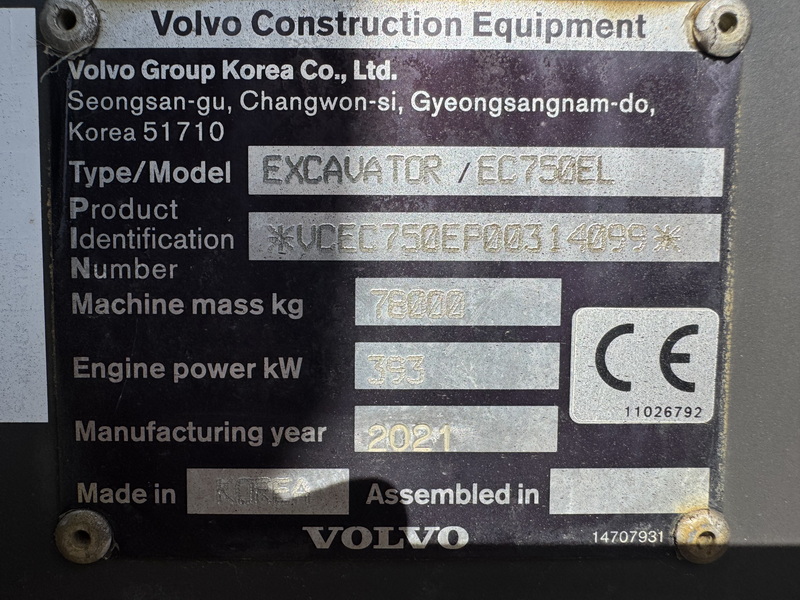 Volvo Construction Equipment
Volvo Group Korea Co., Ltd.
Seongsan-gu, Changwon-si, Gyeongsangnam-do,
Korea 51710
Type/Model EXCAVATOR / EC750EL
Product
Identification *VCEC750EP00314099*
Number
Machine mass kg 78000
Engine power kW 393
CE
11026792
Manufacturing year 2021
Made in KOREA Assembled in
VOLVO 14707931